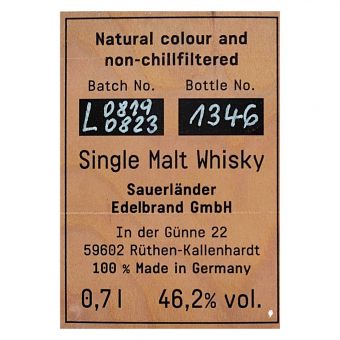 Natural colour and
non-chillfiltered
Batch No. Bottle No.
L0819
0823
1346
Single Malt Whisky
Sauerländer
Edelbrand GmbH
In der Günne 22
59602 Rüthen-Kallenhardt
100 % Made in Germany
0,7 l 46,2% vol.